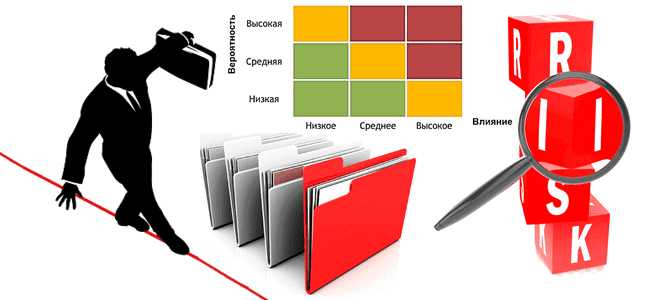 Вероятность
Высокая
Средняя
Низкая
Низкое Среднее Высокое
Влияние
R R
I I
S
K K